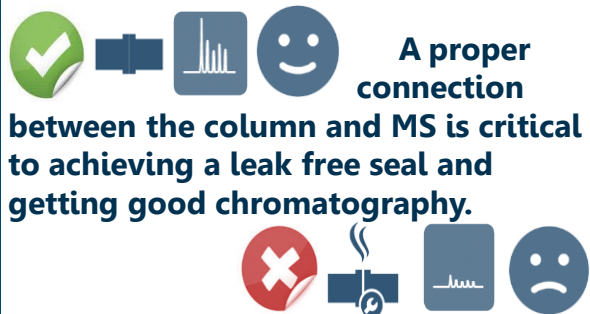 A proper
connection
between the column and MS is critical
to achieving a leak free seal and
getting good chromatography.